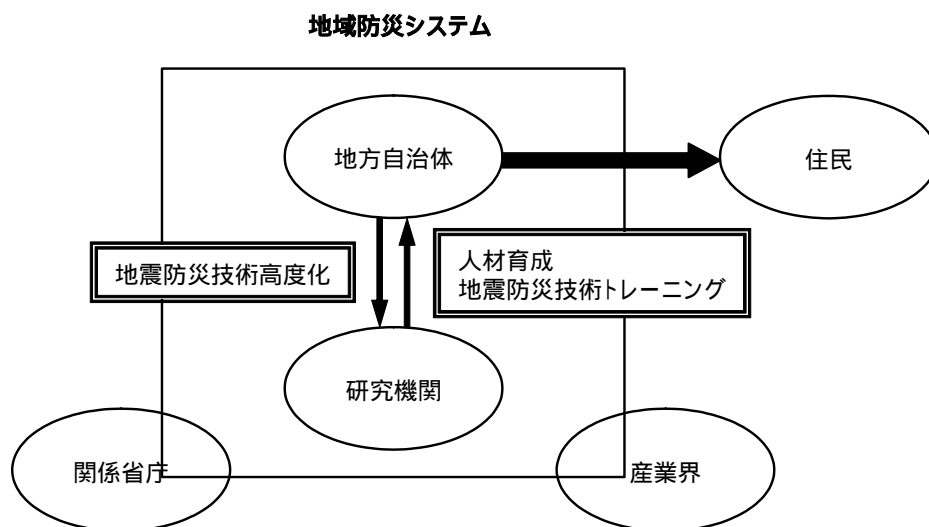 地域防災システム
地方自治体
住民
地震防災技術高度化
人材育成
地震防災技術トレーニング
研究機関
関係省庁
産業界